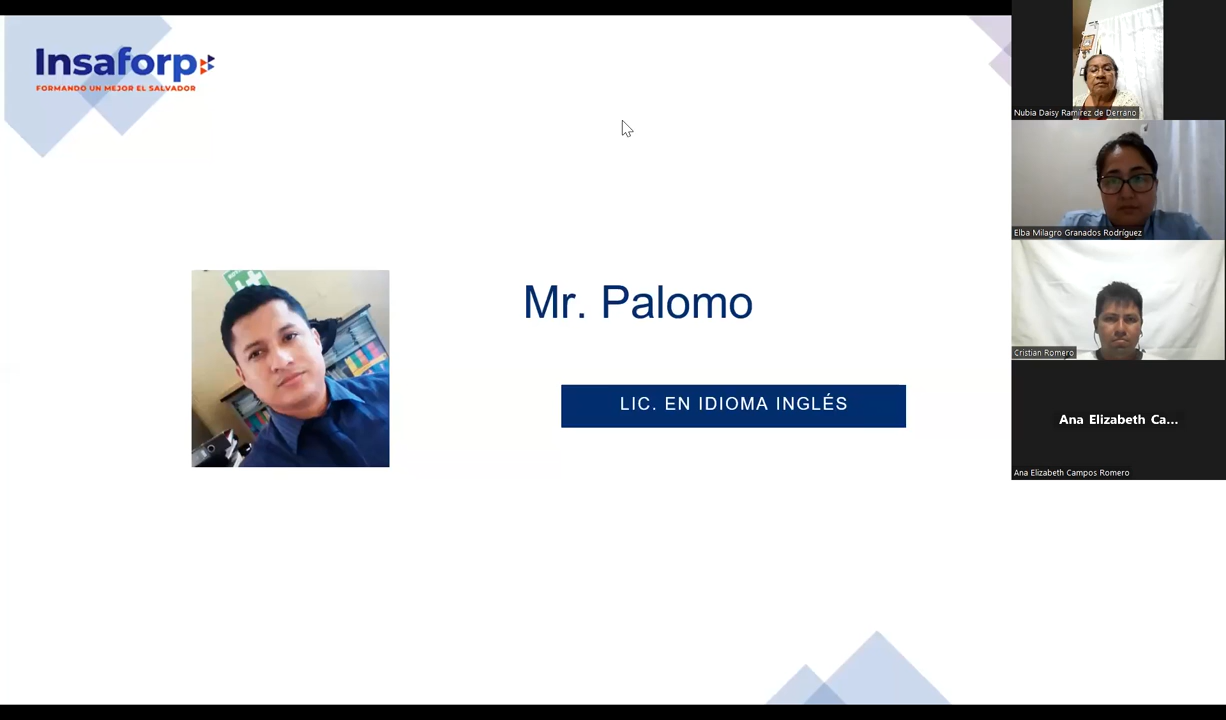 Insaforp
FORMANDO UN MEJOR EL SALVADOR
Mr. Palomo
LIC. EN IDIOMA INGLÉS
Nubia Daisy Ramírez de Derrano
Elba Milagro Granados Rodríguez
Cristian Romero
Ana Elizabeth Ca...
Ana Elizabeth Campos Romero